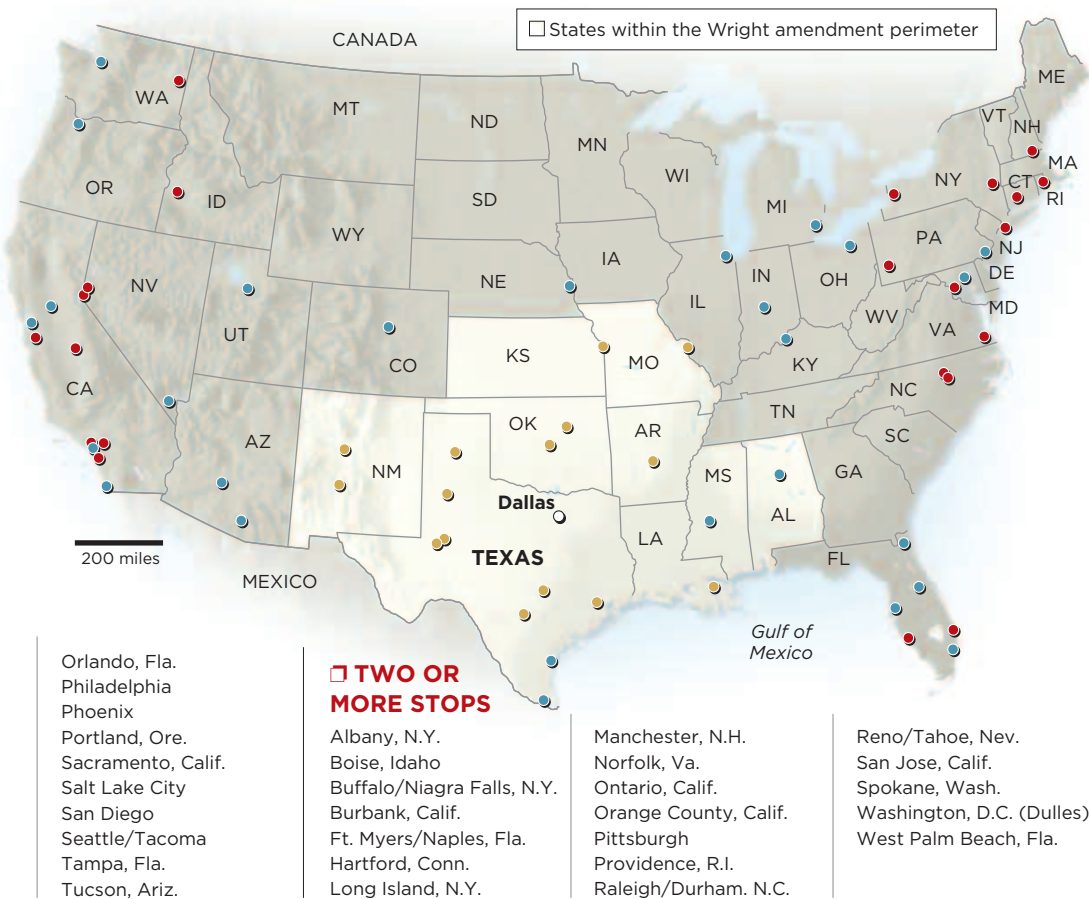 States within the Wright amendment perimeter
CANADA
WA
MT
ND
MN
ME
VT
NH
MA
CT
RI
NY
OR
ID
SD
WI
MI
WY
PA
NJ
IA
NE
NV
IL
IN
OH
DE
MD
WV
VA
UT
CO
KS
MO
KY
CA
NC
TN
OK
AR
AZ
SC
NM
MS
GA
AL
Dallas
LA
TEXAS
FL
200 miles
MEXICO
Gulf of
Mexico
Orlando, Fla.
Philadelphia
Phoenix
Portland, Ore.
Sacramento, Calif.
Salt Lake City
San Diego
Seattle/Tacoma
Tampa, Fla.
Tucson, Ariz.
TWO OR
MORE STOPS
Albany, N.Y.
Boise, Idaho
Buffalo/Niagra Falls, N.Y.
Burbank, Calif.
Ft. Myers/Naples, Fla.
Hartford, Conn.
Long Island, N.Y.
Manchester, N.H.
Norfolk, Va.
Ontario, Calif.
Orange County, Calif.
Pittsburgh
Providence, R.I.
Raleigh/Durham. N.C.
Reno/Tahoe, Nev.
San Jose, Calif.
Spokane, Wash.
Washington, D.C. (Dulles)
West Palm Beach, Fla.